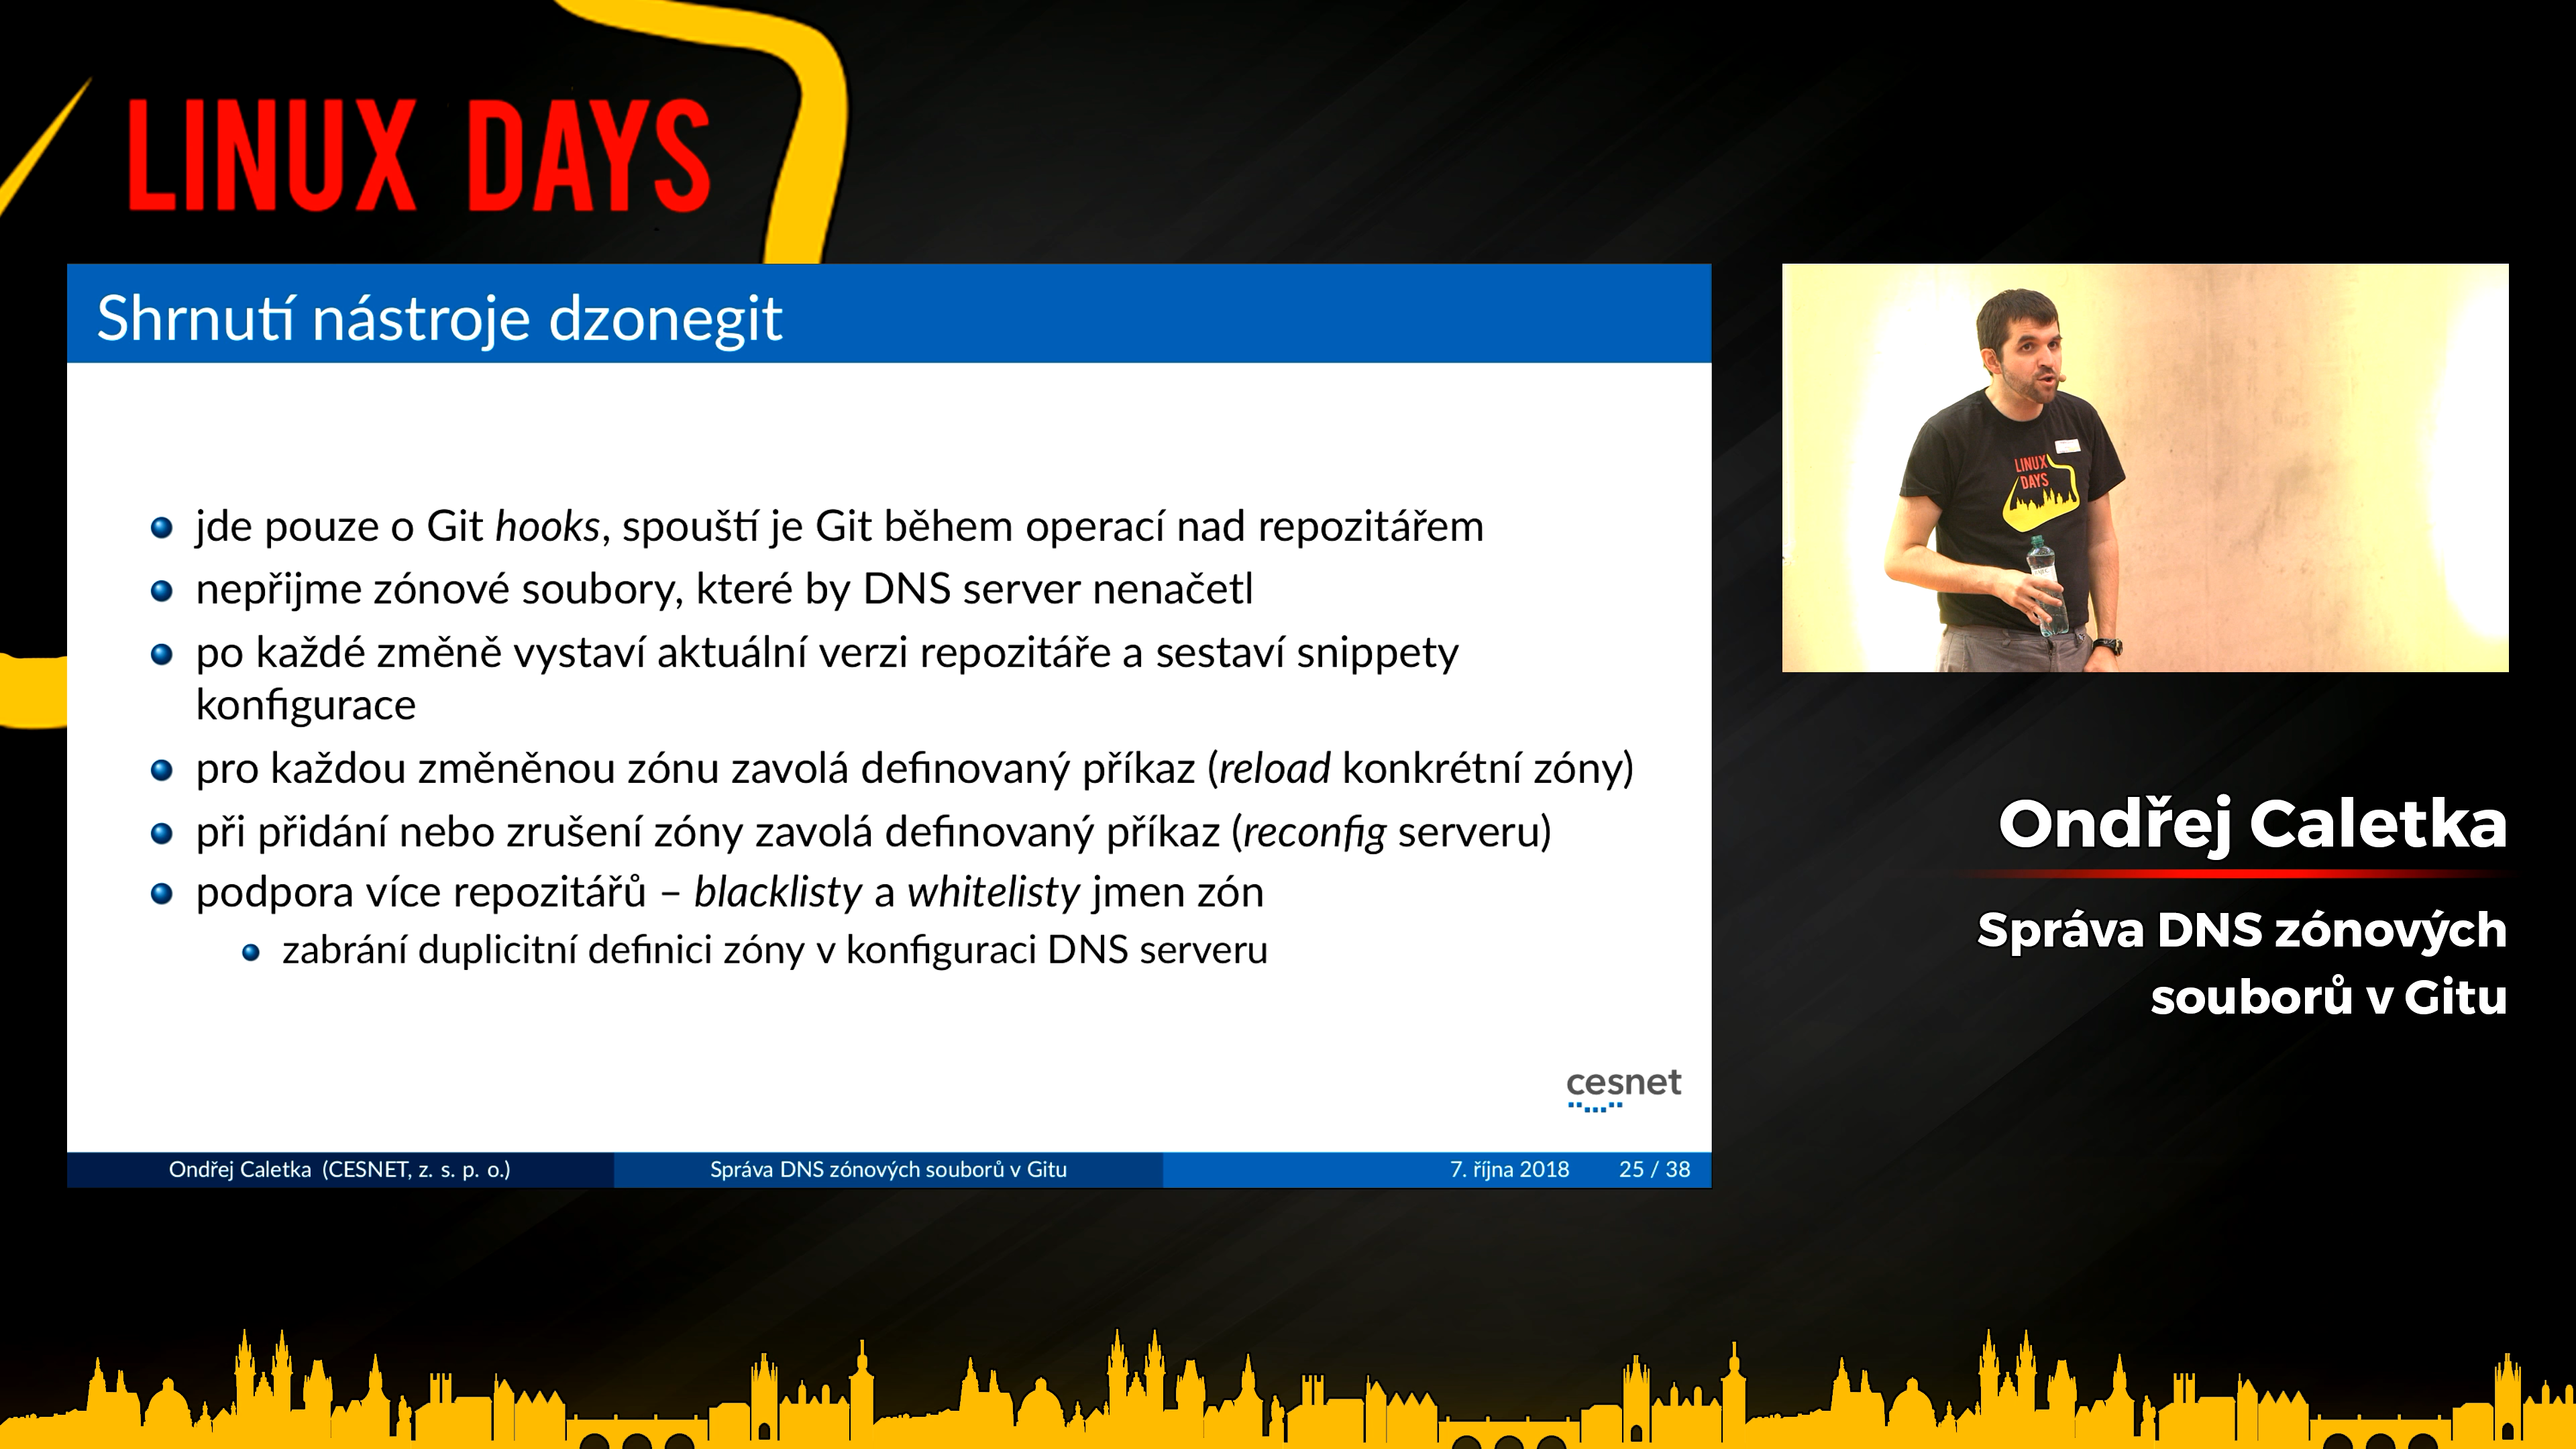 LINUX DAYS
Shrnutí nástroje dzonegit
jde pouze o Git hooks, spouští je Git během operací nad repozitářem
nepřijme zónové soubory, které by DNS server nenačetl
po každé změně vystaví aktuální verzi repozitáře a sestaví snippety
konfigurace
pro každou změněnou zónu zavolá definovaný příkaz (reload konkrétní zóny)
při přidání nebo zrušení zóny zavolá definovaný příkaz (reconfig serveru)
podpora více repozitářů – blacklisty a whitelisty jmen zón
zabrání duplicitní definici zóny v konfiguraci DNS serveru
cesnet
Ondřej Caletka (CESNET, z. s. p. o.)
Správa DNS zónových souborů v Gitu
7. října 2018
25 / 38
LINUX
DAYS
Ondřej Caletka
Správa DNS zónových
souborů v Gitu